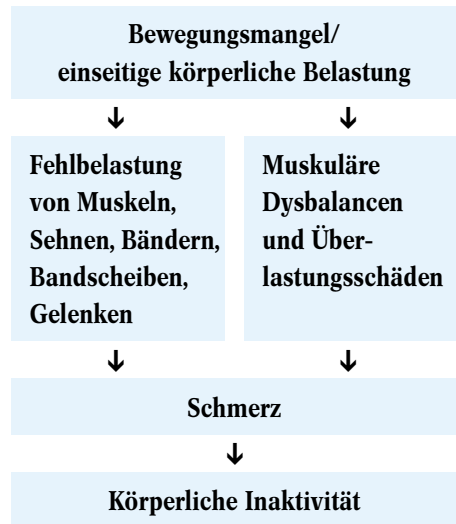 Bewegungsmangel/
einseitige körperliche Belastung
Fehlbelastung
von Muskeln,
Sehnen, Bändern,
Bandscheiben,
Gelenken
Muskuläre
Dysbalancen
und Über-
lastungsschäden
Schmerz
Körperliche Inaktivität